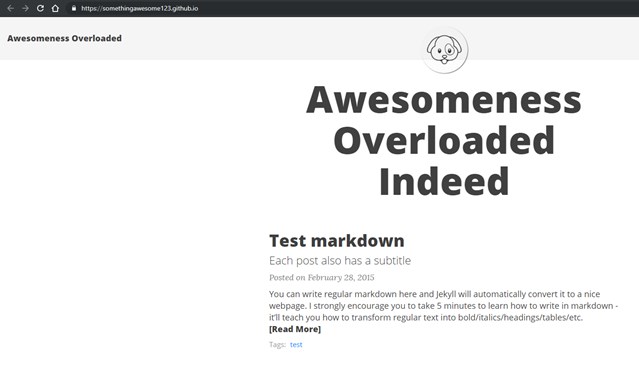 https://somethingawesome123.github.io
Awesomeness Overloaded
Awesomeness
Overloaded
Indeed
Test markdown
Each post also has a subtitle
Posted on February 28, 2015
You can write regular markdown here and Jekyll will automatically convert it to a nice
webpage. I strongly encourage you to take 5 minutes to learn how to write in markdown -
it'll teach you how to transform regular text into bold/italics/headings/tables/etc.
[Read More]
Tags: test